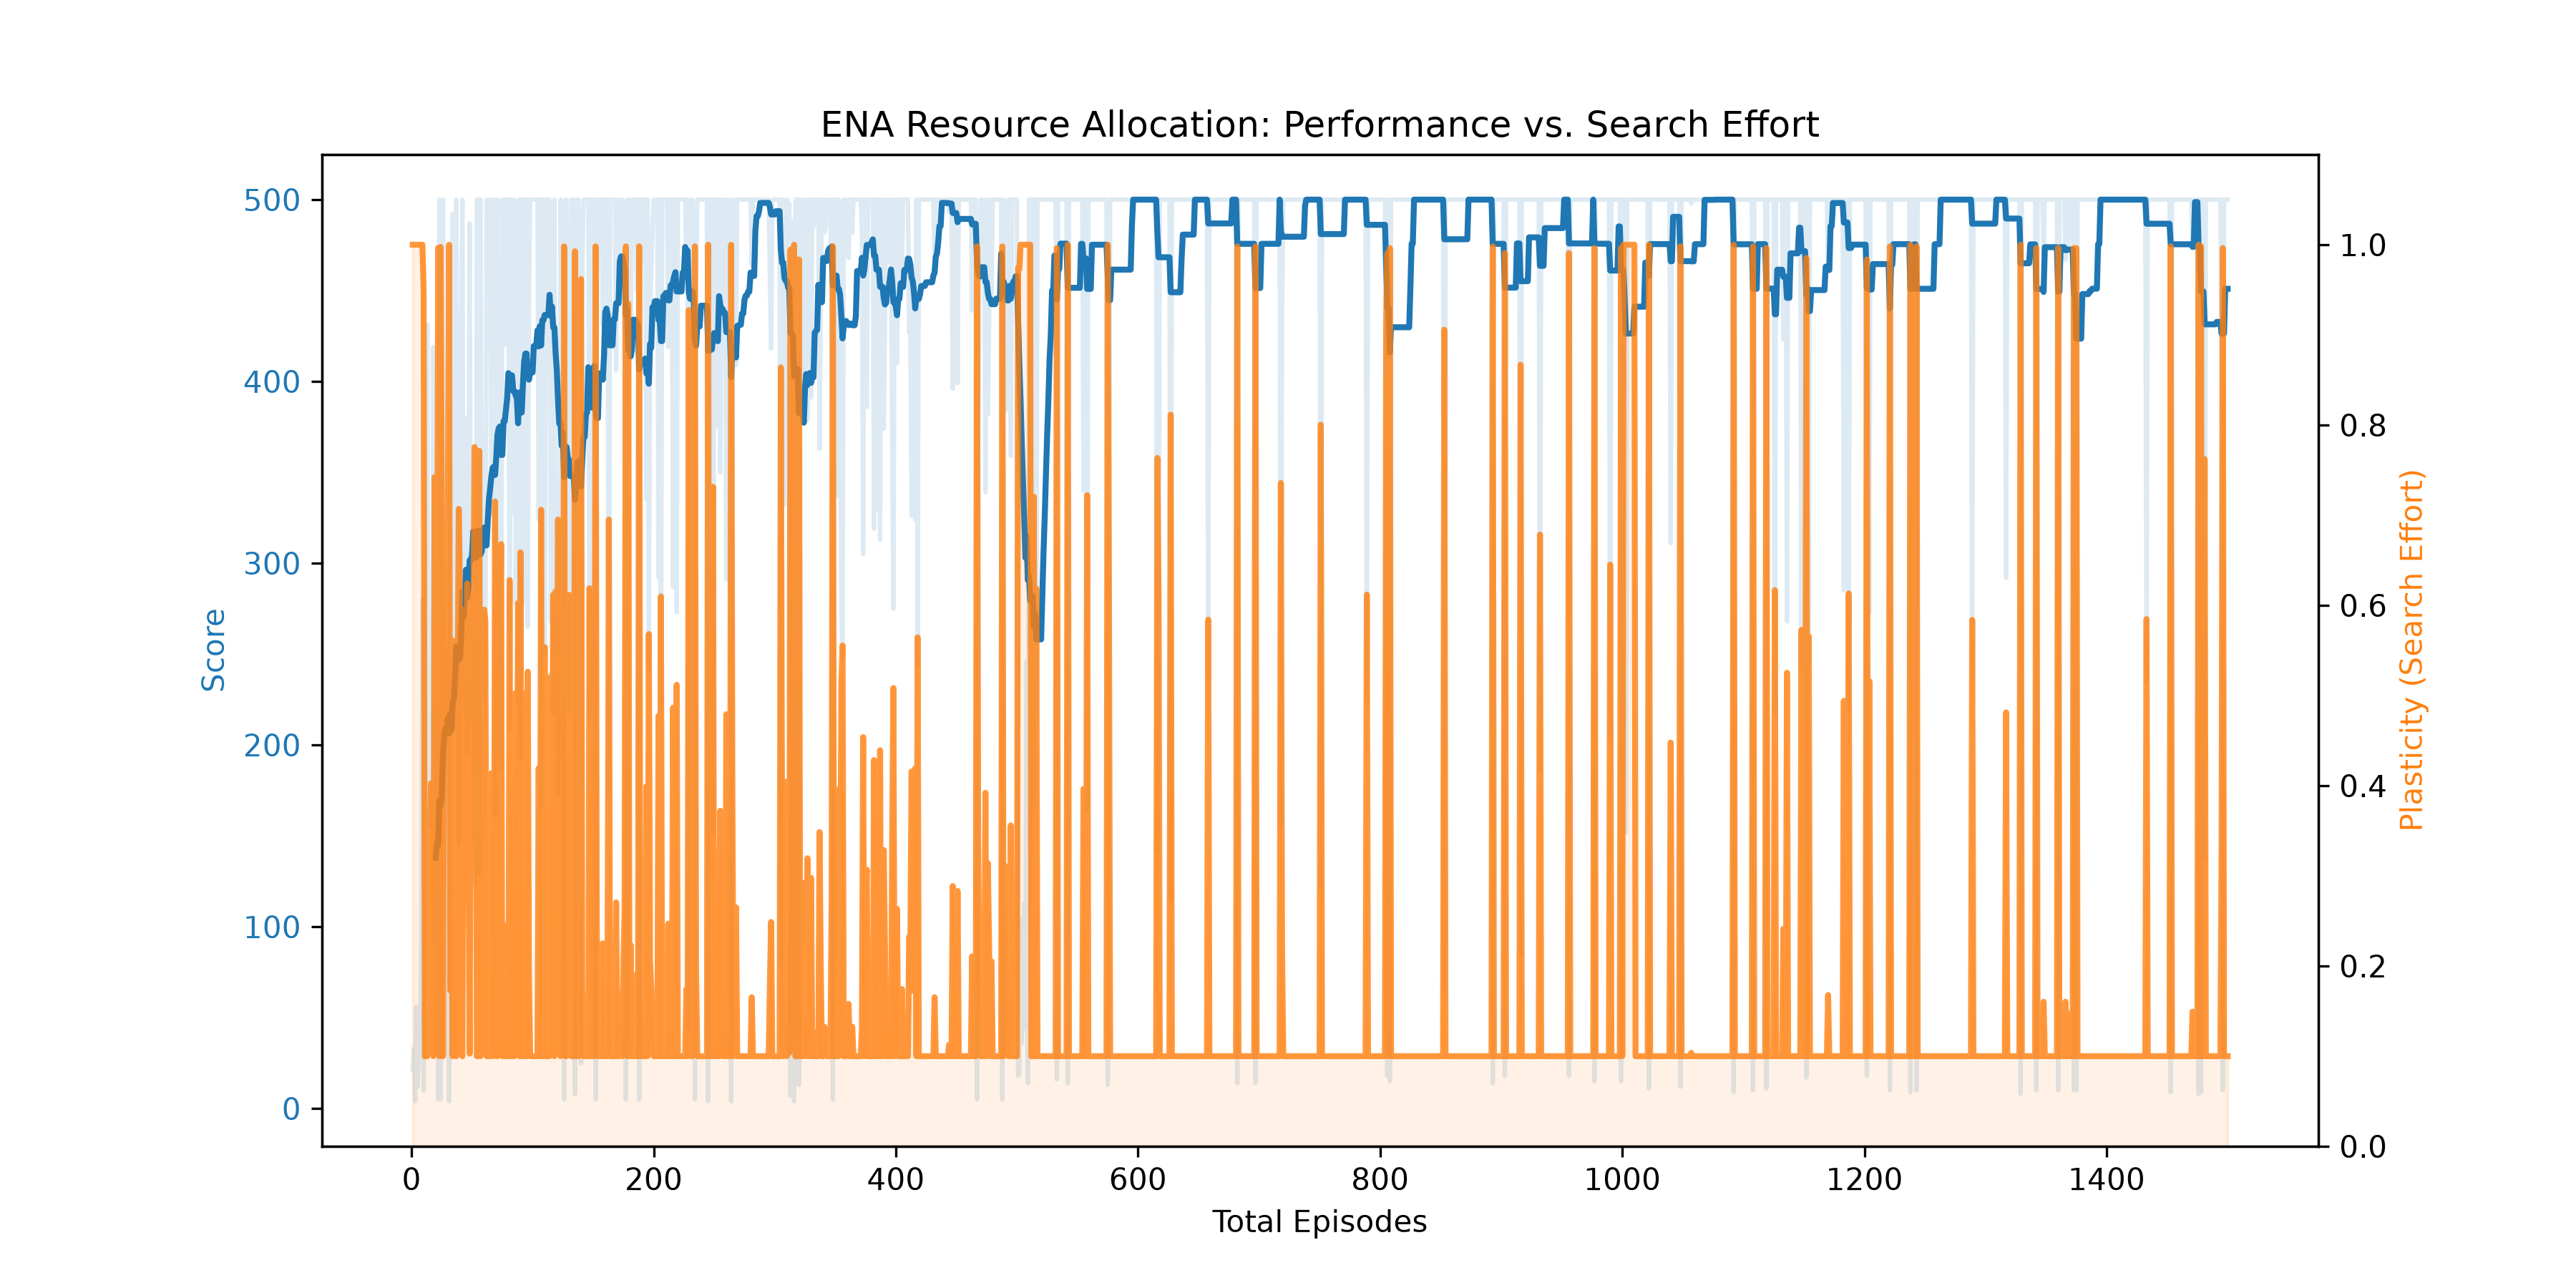 ENA Resource Allocation: Performance vs. Search Effort
500
400
300
200
100
0
Score
1.0
0.8
0.6
0.4
0.2
0.0
Plasticity (Search Effort)
0 200 400 600 800 1000 1200 1400
Total Episodes